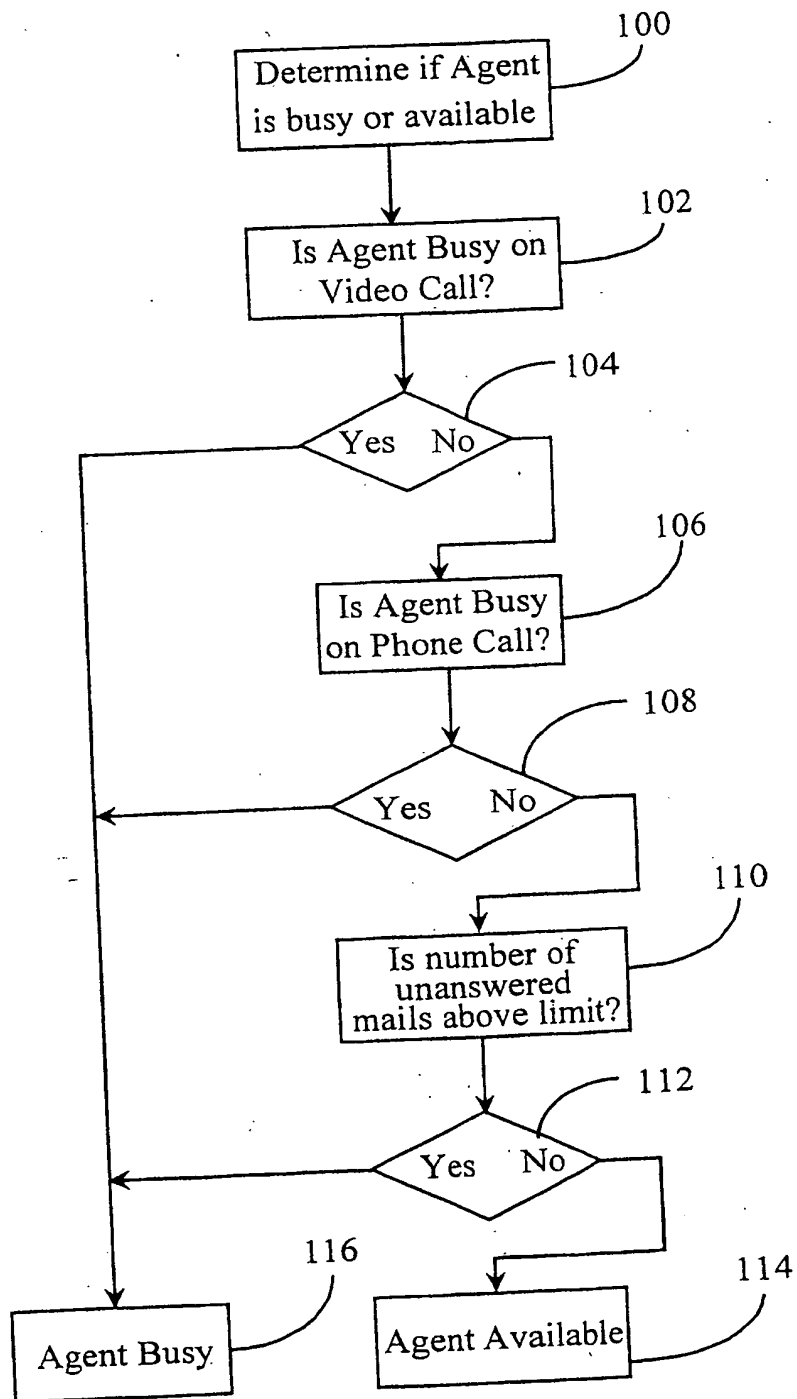 100
Determine if Agent
is busy or available
102
Is Agent Busy on
Video Call?
104
Yes No
106
Is Agent Busy
on Phone Call?
108
Yes No
110
Is number of
unanswered
mails above limit?
112
Yes No
116
114
Agent Busy
Agent Available